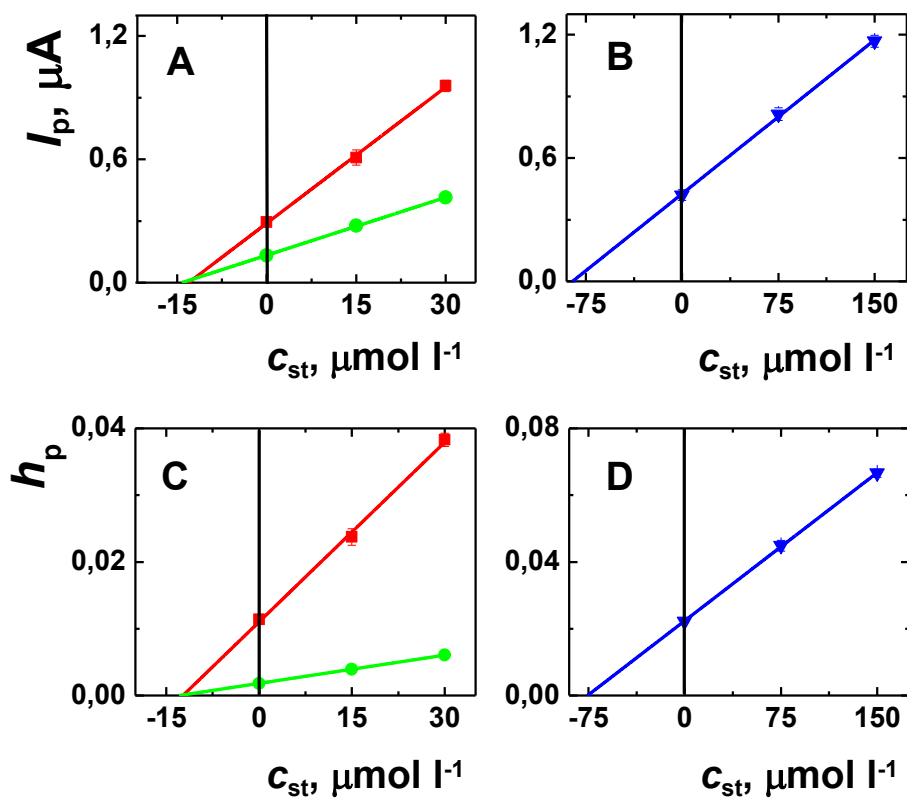 A
I_p, μA
1,2
0,6
0,0
-15 0 15 30
c_st, μmol l⁻¹
B
1,2
0,6
0,0
-75 0 75 150
c_st, μmol l⁻¹
C
h_p
0,04
0,02
0,00
-15 0 15 30
c_st, μmol l⁻¹
D
0,08
0,04
0,00
-75 0 75 150
c_st, μmol l⁻¹